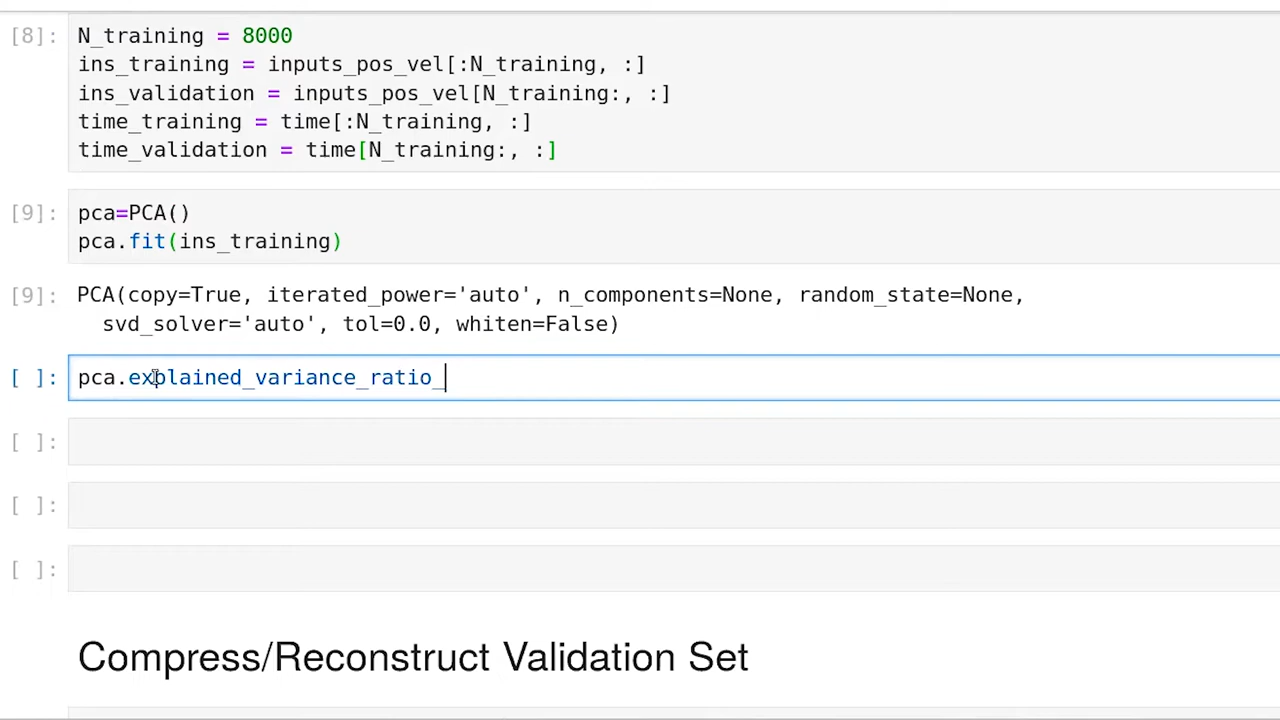 [8]: N_training = 8000
ins_training = inputs_pos_vel[:N_training, :]
ins_validation = inputs_pos_vel[N_training:, :]
time_training = time[:N_training, :]
time_validation = time[N_training:, :]
[9]: pca=PCA()
pca.fit(ins_training)
[9]: PCA(copy=True, iterated_power='auto', n_components=None, random_state=None,
svd_solver='auto', tol=0.0, whiten=False)
[ ]: pca.explained_variance_ratio_
[ ]:
[ ]:
[ ]:
Compress/Reconstruct Validation Set